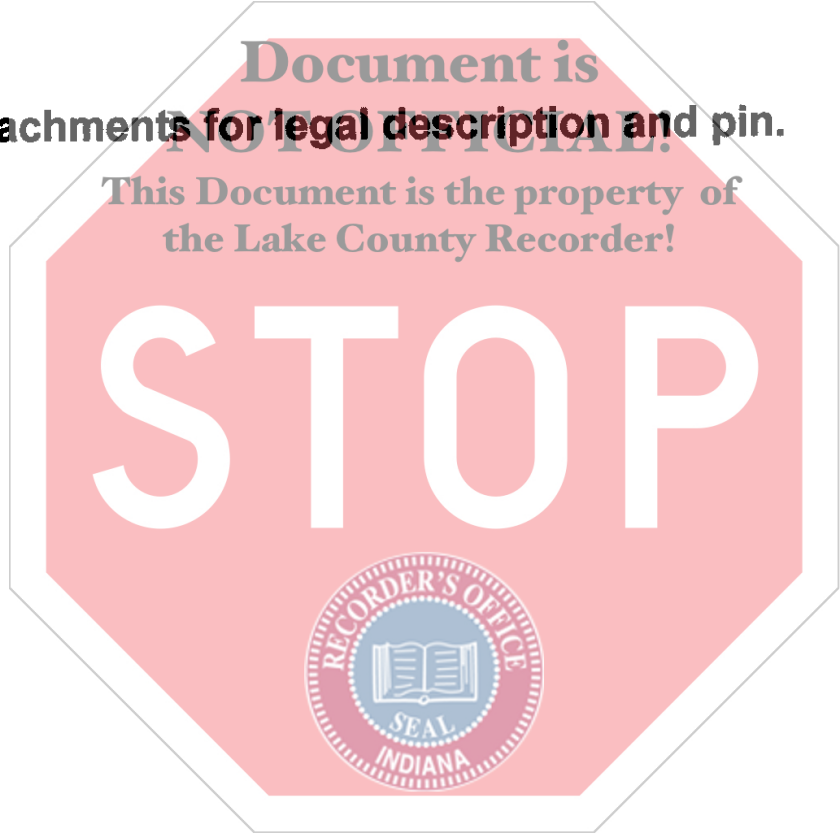 Document is
NOT OFFICIAL!
achments for legal description and pin.
This Document is the property of
the Lake County Recorder!
STOP
RECORDER'S OFFICE
SEAL
INDIANA